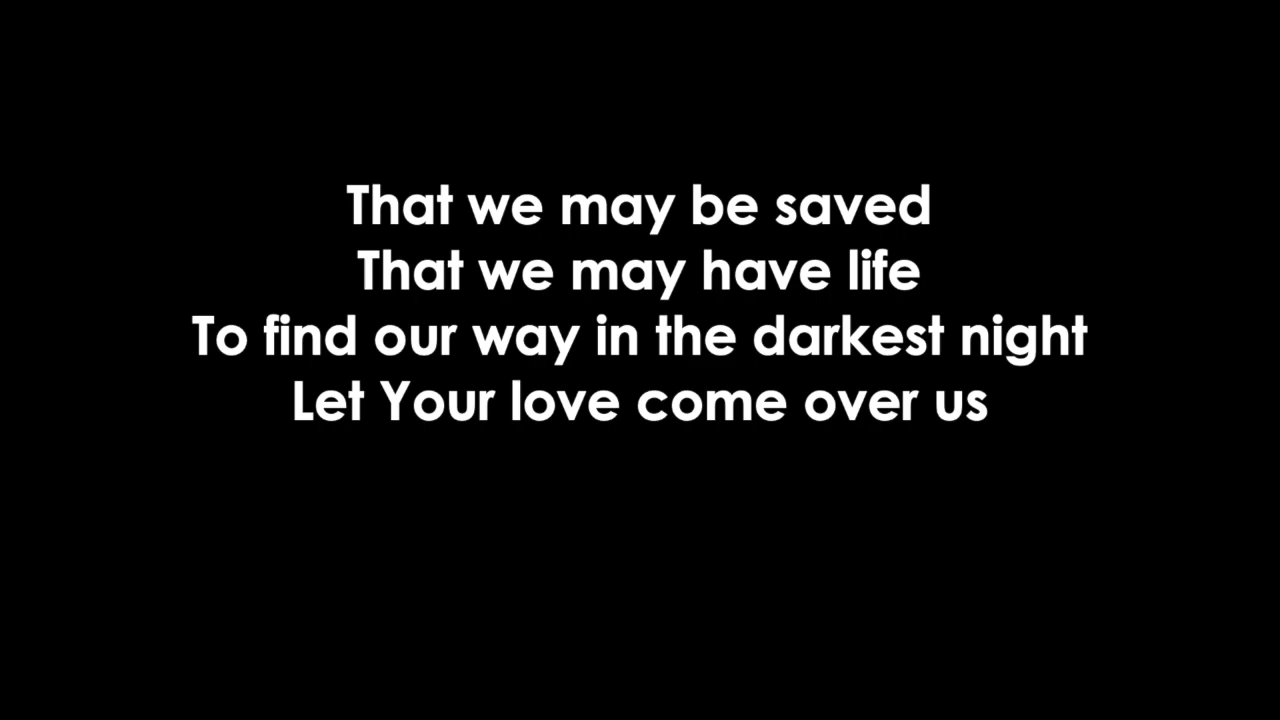 That we may be saved
That we may have life
To find our way in the darkest night
Let Your love come over us